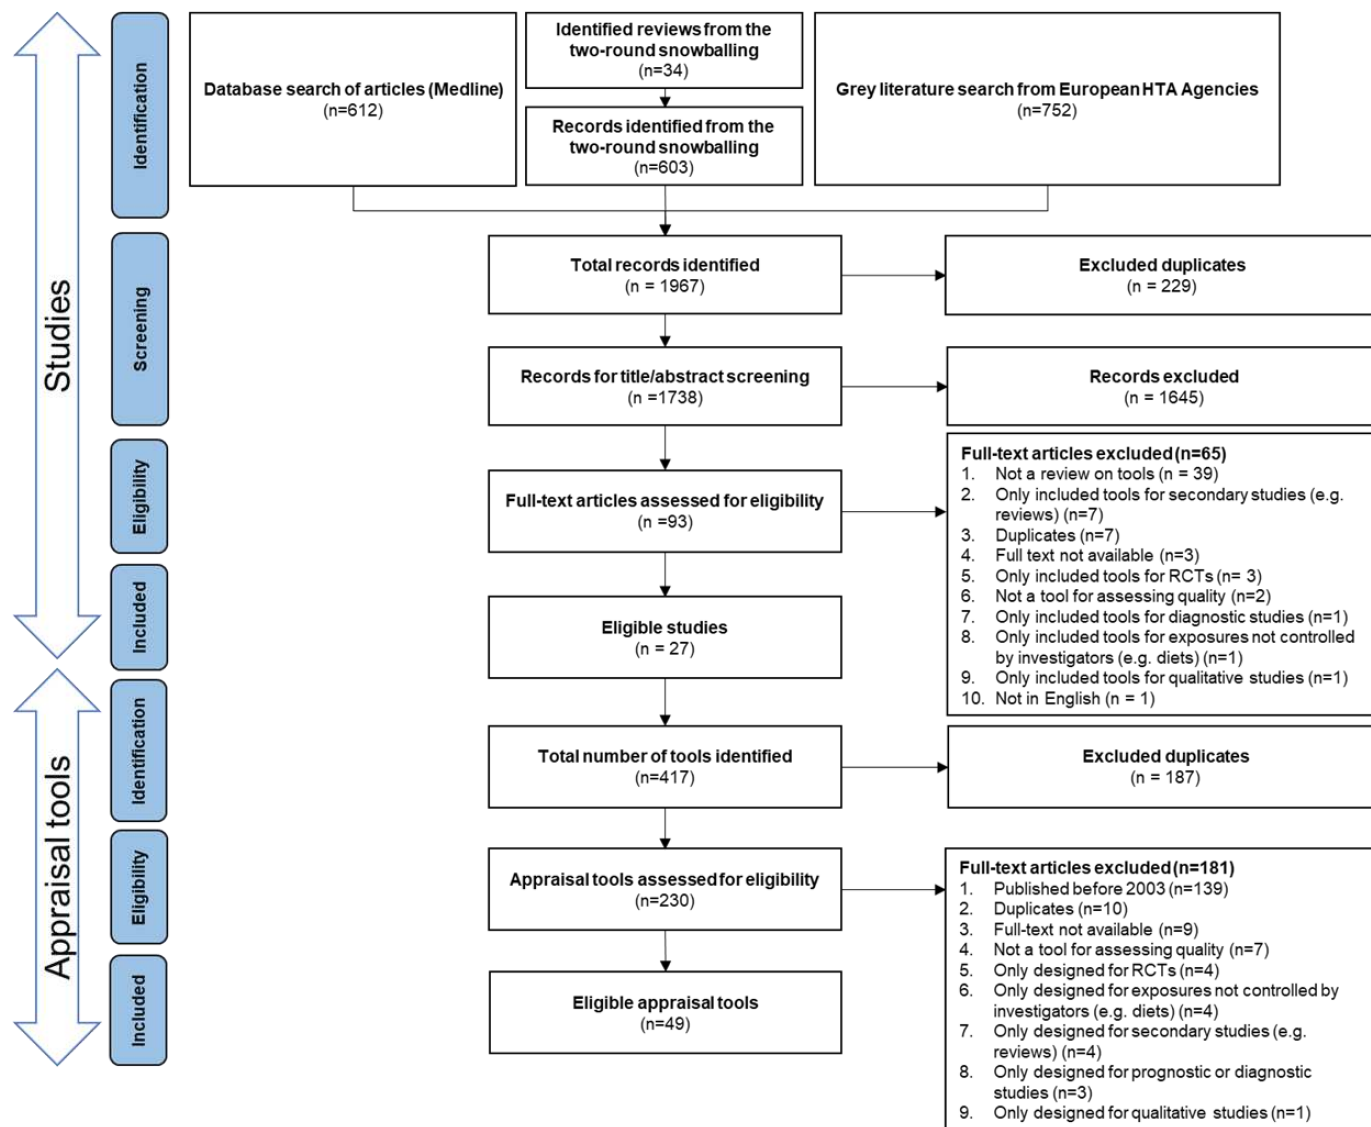 Studies
Appraisal tools
Identification
Screening
Eligibility
Included
Identification
Eligibility
Included
Database search of articles (Medline)
(n=612)
Identified reviews from the
two-round snowballing
(n=34)
Records identified from the
two-round snowballing
(n=603)
Grey literature search from European HTA Agencies
(n=752)
Total records identified
(n = 1967)
Excluded duplicates
(n = 229)
Records for title/abstract screening
(n =1738)
Records excluded
(n = 1645)
Full-text articles assessed for eligibility
(n =93)
Full-text articles excluded (n=65)
1. Not a review on tools (n = 39)
2. Only included tools for secondary studies (e.g.
reviews) (n=7)
3. Duplicates (n=7)
4. Full text not available (n=3)
5. Only included tools for RCTs (n= 3)
6. Not a tool for assessing quality (n=2)
7. Only included tools for diagnostic studies (n=1)
8. Only included tools for exposures not controlled
by investigators (e.g. diets) (n=1)
9. Only included tools for qualitative studies (n=1)
10. Not in English (n = 1)
Eligible studies
(n = 27)
Total number of tools identified
(n=417)
Excluded duplicates
(n = 187)
Appraisal tools assessed for eligibility
(n=230)
Full-text articles excluded (n=181)
1. Published before 2003 (n=139)
2. Duplicates (n=10)
3. Full-text not available (n=9)
4. Not a tool for assessing quality (n=7)
5. Only designed for RCTs (n=4)
6. Only designed for exposures not controlled by
investigators (e.g. diets) (n=4)
7. Only designed for secondary studies (e.g.
reviews) (n=4)
8. Only designed for prognostic or diagnostic
studies (n=3)
9. Only designed for qualitative studies (n=1)
Eligible appraisal tools
(n=49)